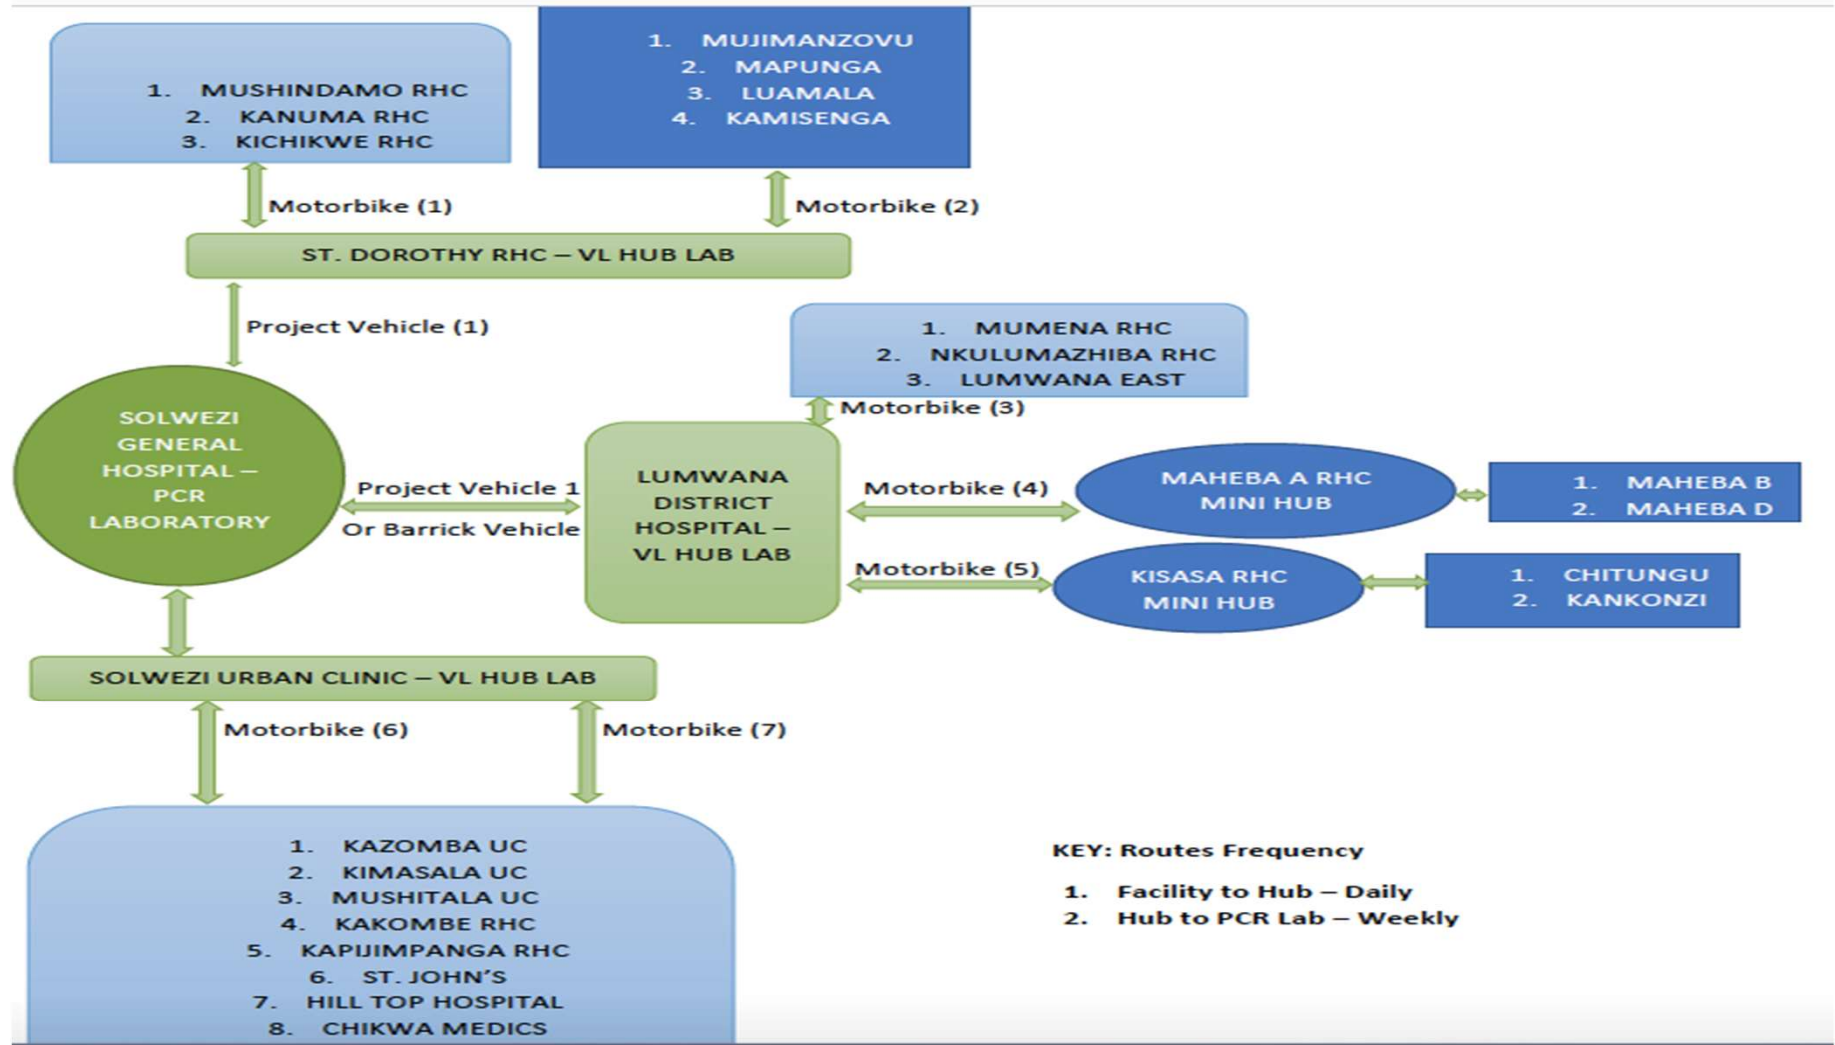 1. MUSHINDAMO RHC
2. KANUMA RHC
3. KICHIKWE RHC
1. MUJIMANZOVU
2. MAPUNGA
3. LUAMALA
4. KAMISENGA
Motorbike (1)
Motorbike (2)
ST. DOROTHY RHC – VL HUB LAB
Project Vehicle (1)
1. MUMENA RHC
2. NKULUMAZHIBA RHC
3. LUMWANA EAST
Motorbike (3)
SOLWEZI
GENERAL
HOSPITAL –
PCR
LABORATORY
Project Vehicle 1
Or Barrick Vehicle
LUMWANA
DISTRICT
HOSPITAL –
VL HUB LAB
Motorbike (4)
MAHEBA A RHC
MINI HUB
1. MAHEBA B
2. MAHEBA D
Motorbike (5)
KISASA RHC
MINI HUB
1. CHITUNGU
2. KANKONZI
SOLWEZI URBAN CLINIC – VL HUB LAB
Motorbike (6)
Motorbike (7)
1. KAZOMBA UC
2. KIMASALA UC
3. MUSHITALA UC
4. KAKOMBE RHC
5. KAPIJIMPANGA RHC
6. ST. JOHN’S
7. HILL TOP HOSPITAL
8. CHIKWA MEDICS
KEY: Routes Frequency
1. Facility to Hub – Daily
2. Hub to PCR Lab – Weekly